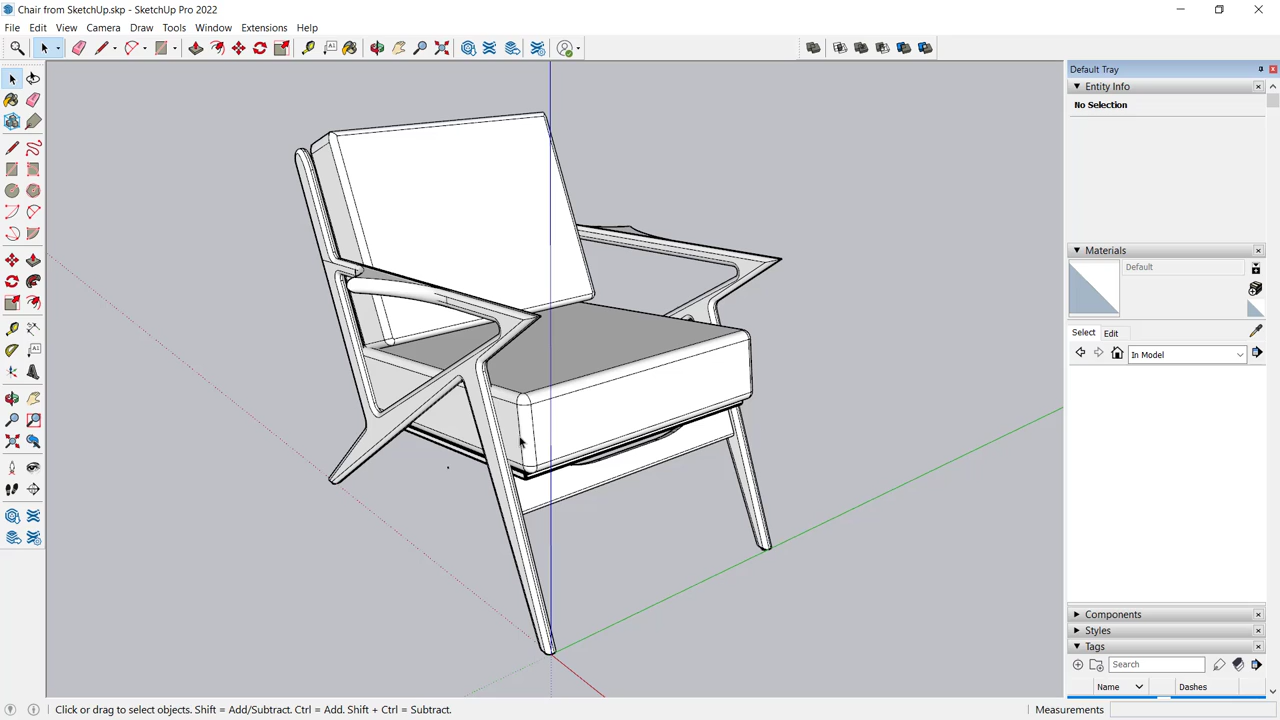 Chair from SketchUp.skp - SketchUp Pro 2022
File Edit View Camera Draw Tools Window Extensions Help
Default Tray
Entity Info
No Selection
Materials
Default
Select Edit
In Model
Components
Styles
Tags
Search
Name Dashes
Click or drag to select objects. Shift = Add/Subtract. Ctrl = Add. Shift + Ctrl = Subtract.
Measurements